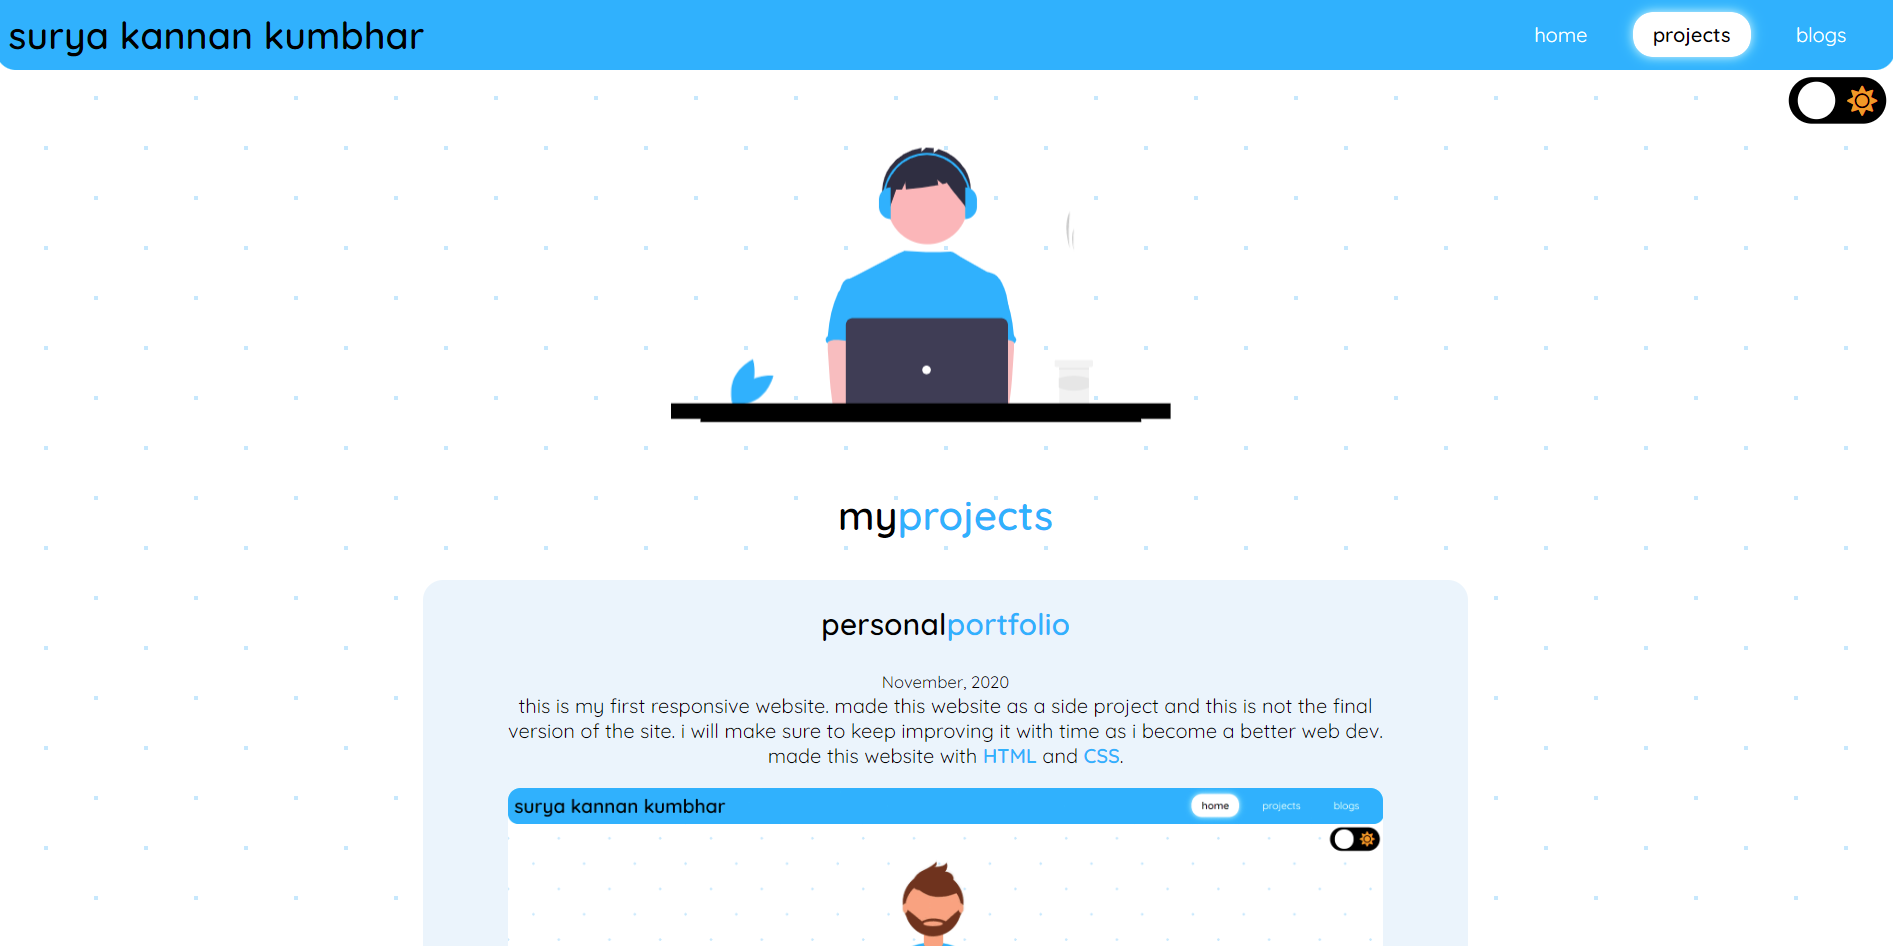 surya kannan kumbhar
home
projects
blogs
myprojects
personalportfolio
November, 2020
this is my first responsive website. made this website as a side project and this is not the final
version of the site. i will make sure to keep improving it with time as i become a better web dev.
made this website with HTML and CSS.
surya kannan kumbhar
home
projects
blogs